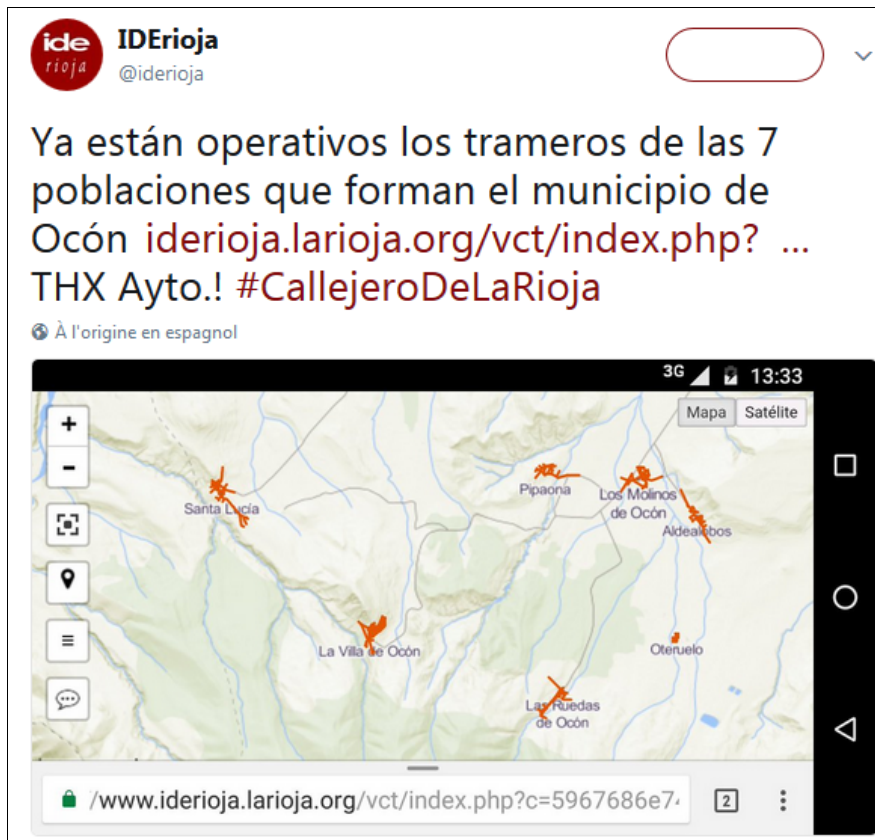 ide
rioja
IDErioja
@iderioja
Ya están operativos los trameros de las 7
poblaciones que forman el municipio de
Ocón iderioja.larioja.org/vct/index.php? ...
THX Ayto.! #CallejeroDeLaRioja
À l'origine en espagnol
3G 13:33
Mapa Satélite
+
-
Santa Lucía
Pipaona
Los Molinos
de Ocón
Aldealobos
La Villa de Ocón
Oteruelo
Las Ruedas
de Ocón
/www.iderioja.larioja.org/vct/index.php?c=5967686e74 2